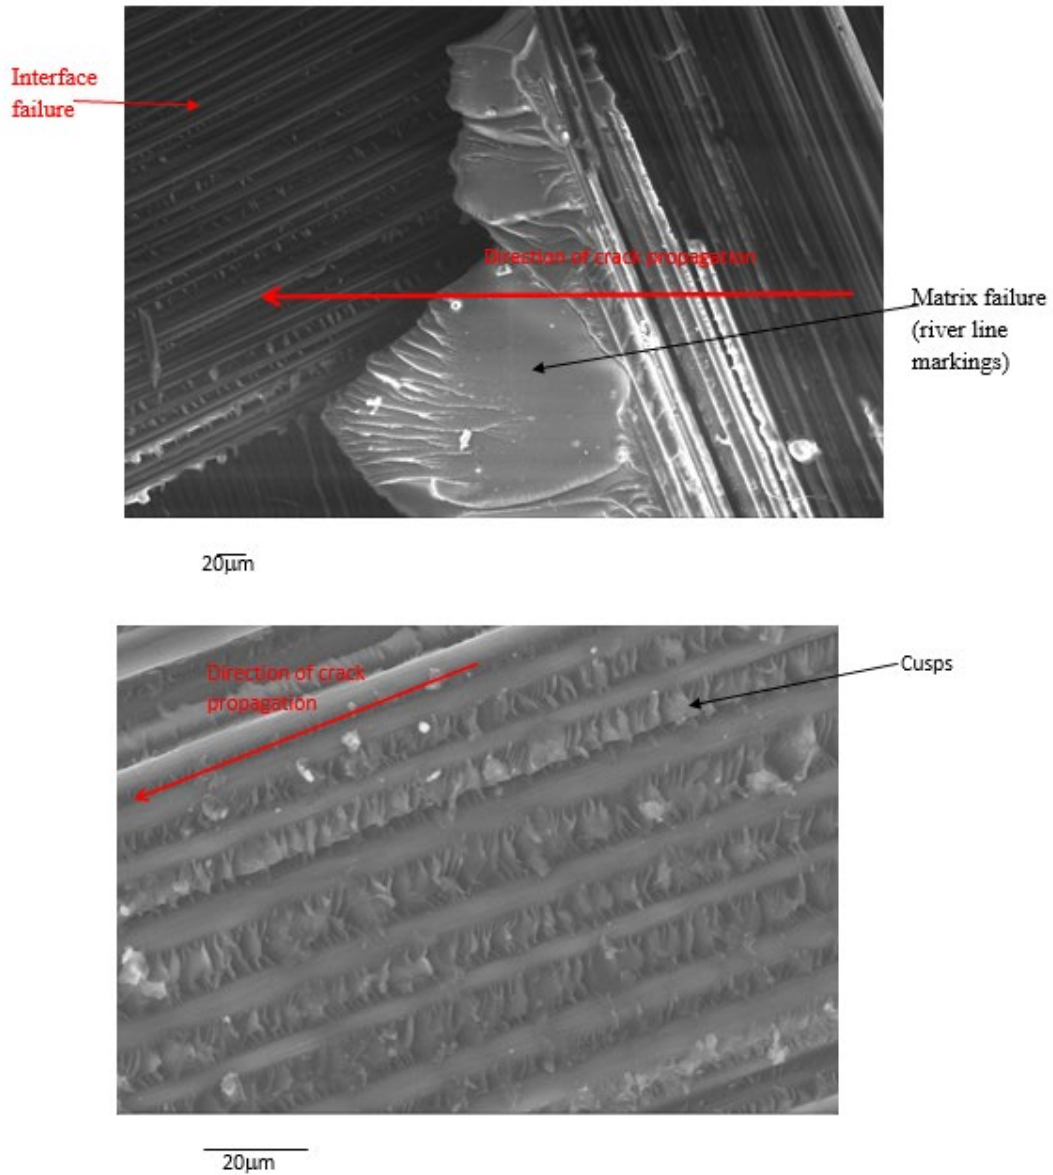 Interface
failure
Direction of crack propagation
Matrix failure
(river line
markings)
20μm
Direction of crack
propagation
Cusps
20μm